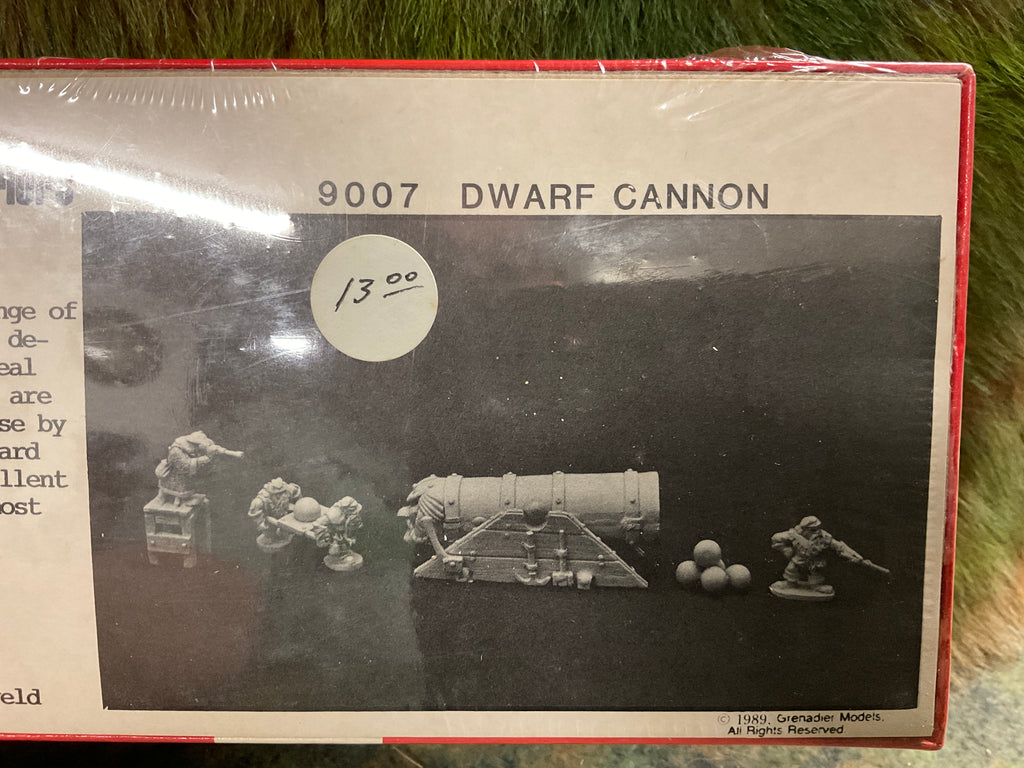 9007 DWARF CANNON
13 00
nge of
de-
eal
are
se by
ard
llent
ost
eld
© 1989, Grenadier Models.
All Rights Reserved